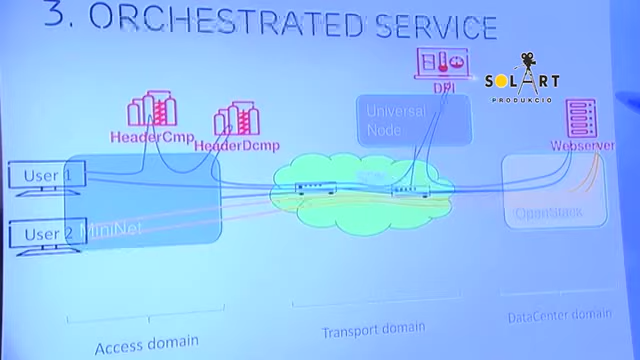 3. ORCHESTRATED SERVICE
DPI
SOLART
PRODUKCIÓ
Universal
Node
HeaderCmp
HeaderDcmp
Webserver
User 1
User 2
MiniNet
OpenStack
Access domain
Transport domain
DataCenter domain